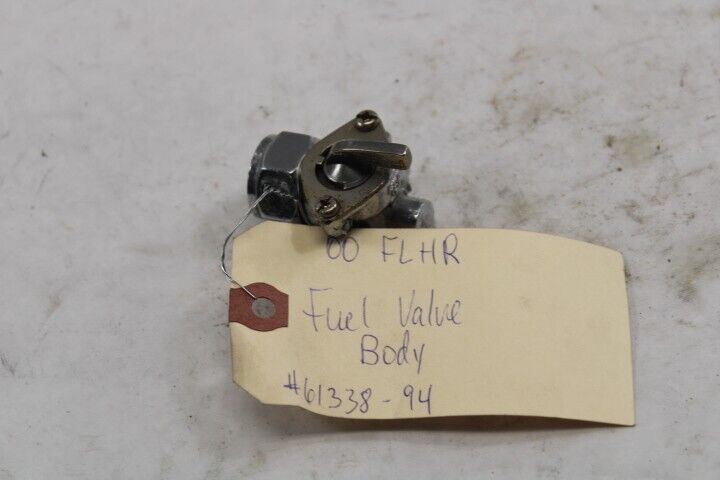 00 FLHR
Fuel Valve
Body
#61338-94